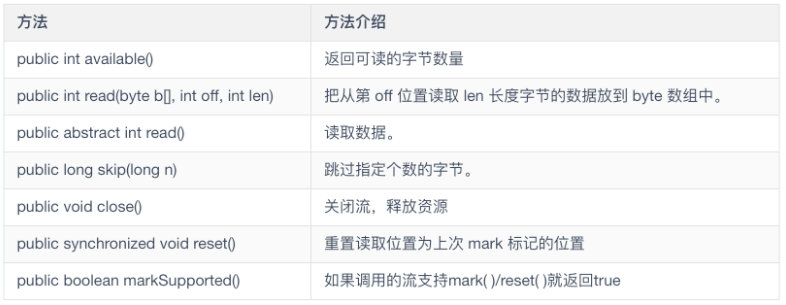 方法 方法介绍
public int available() 返回可读的字节数量
public int read(byte b[], int off, int len) 把从第 off 位置读取 len 长度字节的数据放到 byte 数组中。
public abstract int read() 读取数据。
public long skip(long n) 跳过指定个数的字节。
public void close() 关闭流，释放资源
public synchronized void reset() 重置读取位置为上次 mark 标记的位置
public boolean markSupported() 如果调用的流支持mark( )/reset( )就返回true